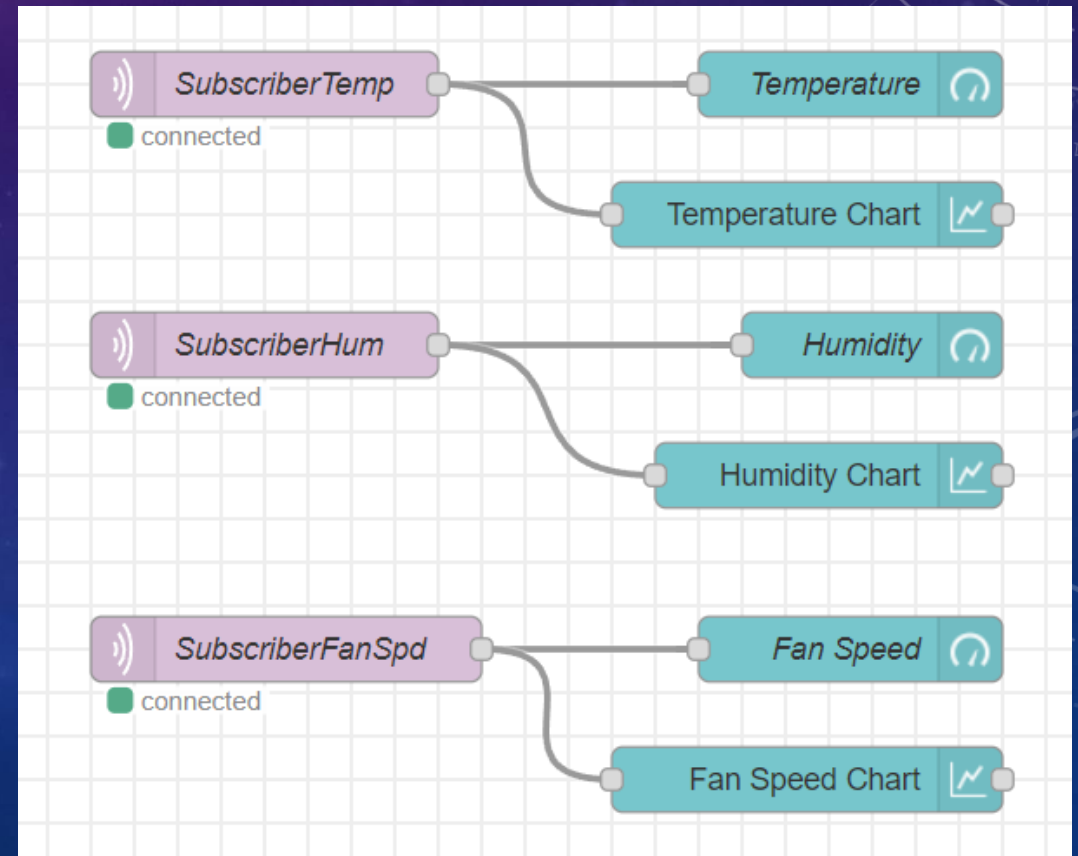 SubscriberTemp
Temperature
connected
Temperature Chart
SubscriberHum
Humidity
connected
Humidity Chart
SubscriberFanSpd
Fan Speed
connected
Fan Speed Chart